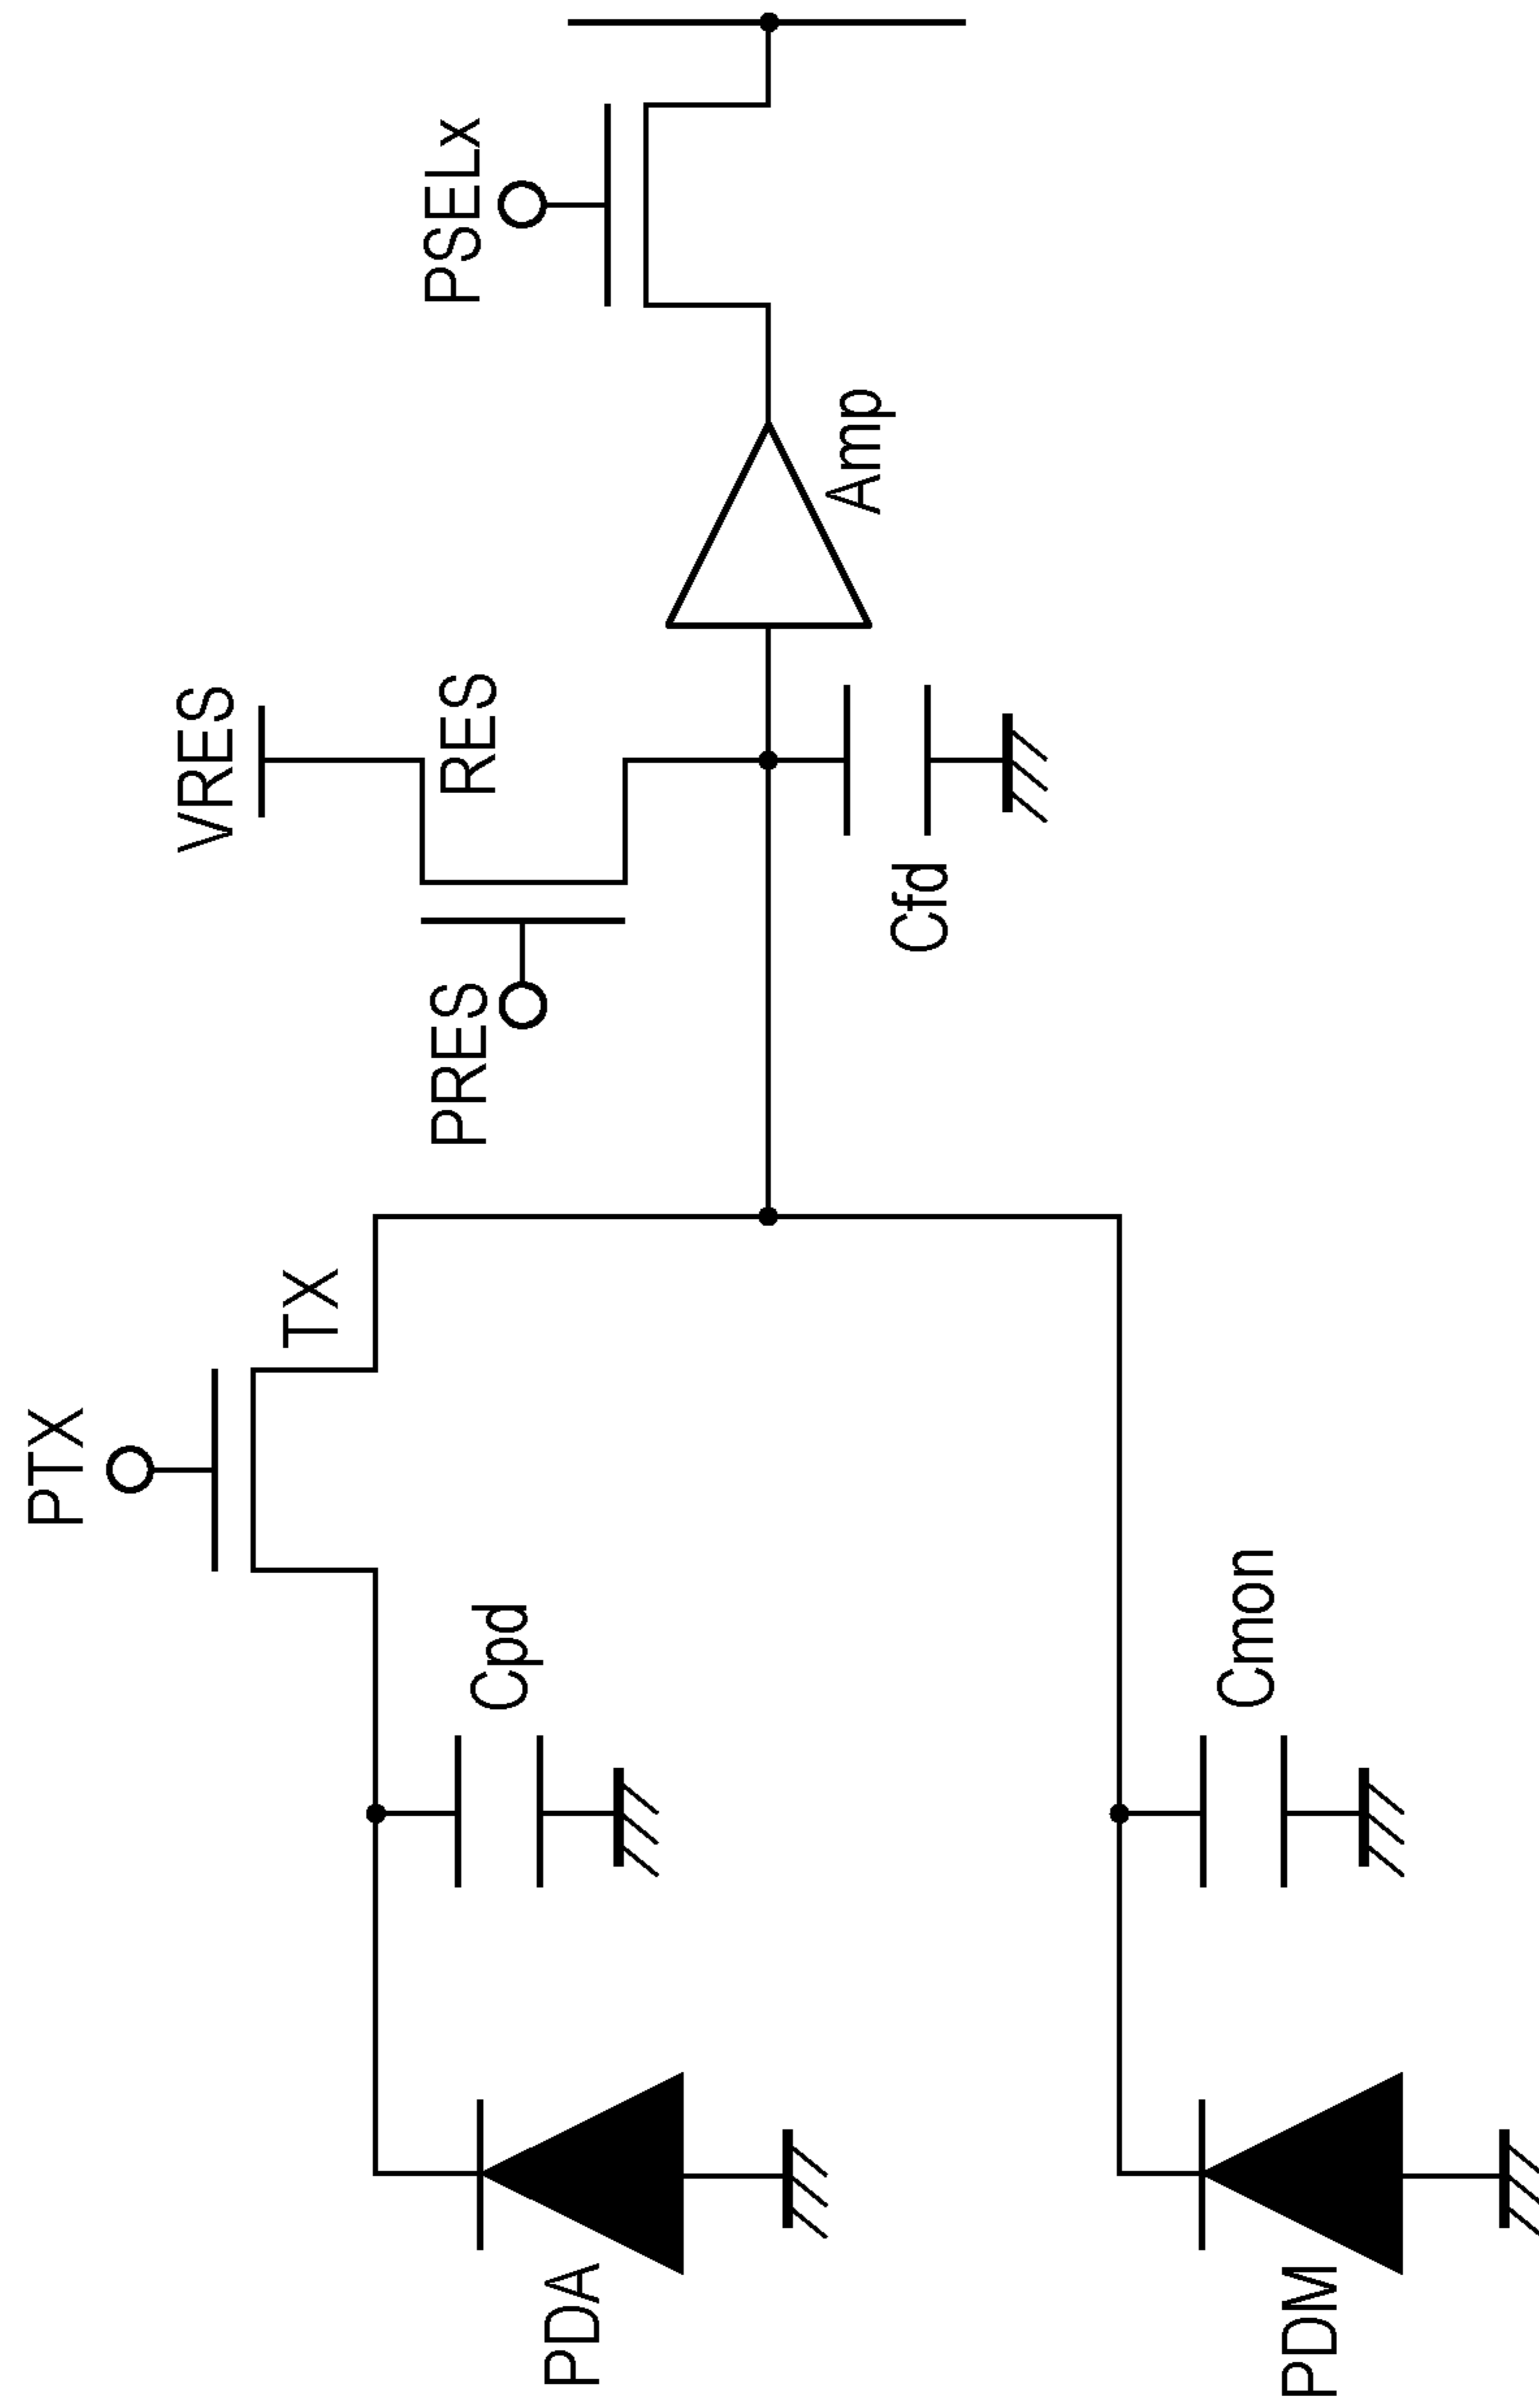 PTX
TX
VRES
RES
PRES
PSELx
Amp
Cfd
Cpd
Cmon
PDA
PDM